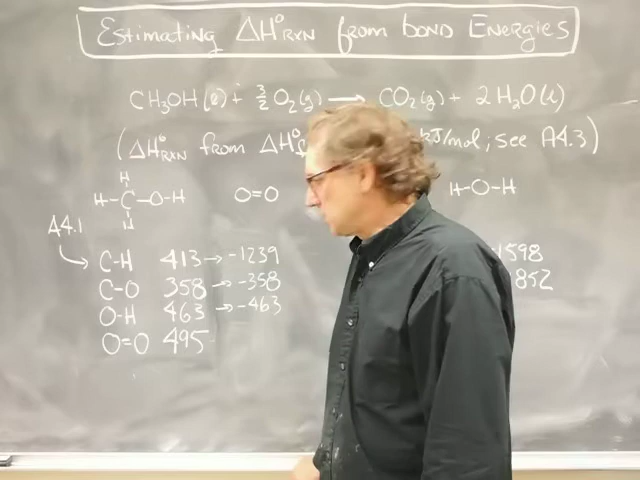 Estimating ΔH°RXN from bond Energies
CH₃OH(l) + 3/2 O₂(g) → CO₂(g) + 2 H₂O(l)
(ΔH°RXN from ΔH° kJ/mol; see A4.3)
H
H-C-O-H O=O H-O-H
H
A4.1
C-H 413 → -1239 1598
C-O 358 → -358 852
O-H 463 → -463
O=O 495